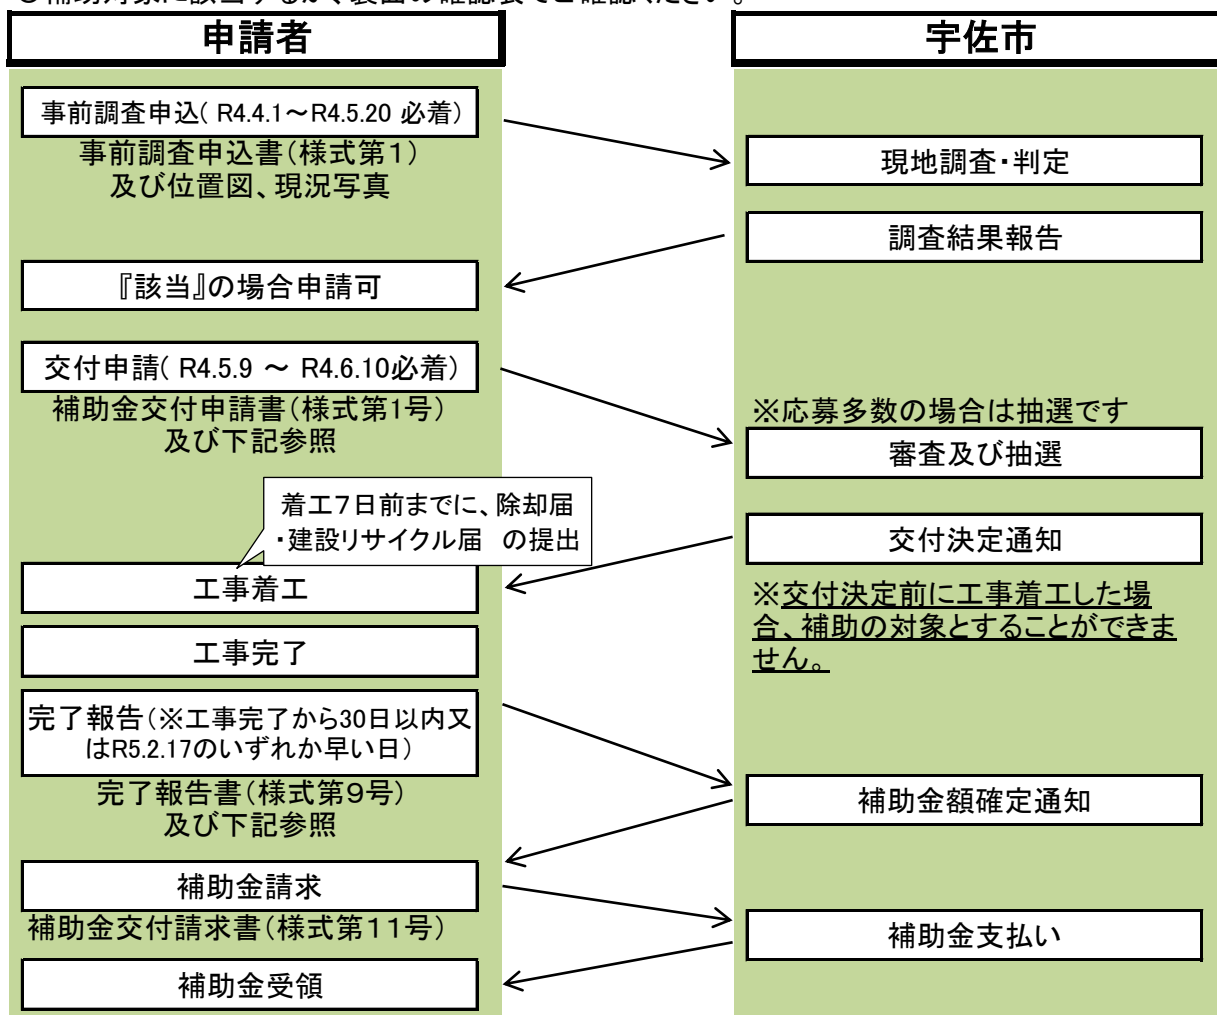 申請者
宇佐市
事前調査申込( R4.4.1～R4.5.20 必着)
事前調査申込書(様式第1)
及び位置図、現況写真
現地調査・判定
調査結果報告
『該当』の場合申請可
交付申請( R4.5.9 ～ R4.6.10必着)
補助金交付申請書(様式第1号)
及び下記参照
※応募多数の場合は抽選です
審査及び抽選
着工7日前までに、除却届
・建設リサイクル届 の提出
交付決定通知
工事着工
※交付決定前に工事着工した場
合、補助の対象とすることができま
せん。
工事完了
完了報告(※工事完了から30日以内又
はR5.2.17のいずれか早い日)
完了報告書(様式第9号)
及び下記参照
補助金額確定通知
補助金請求
補助金交付請求書(様式第11号)
補助金支払い
補助金受領